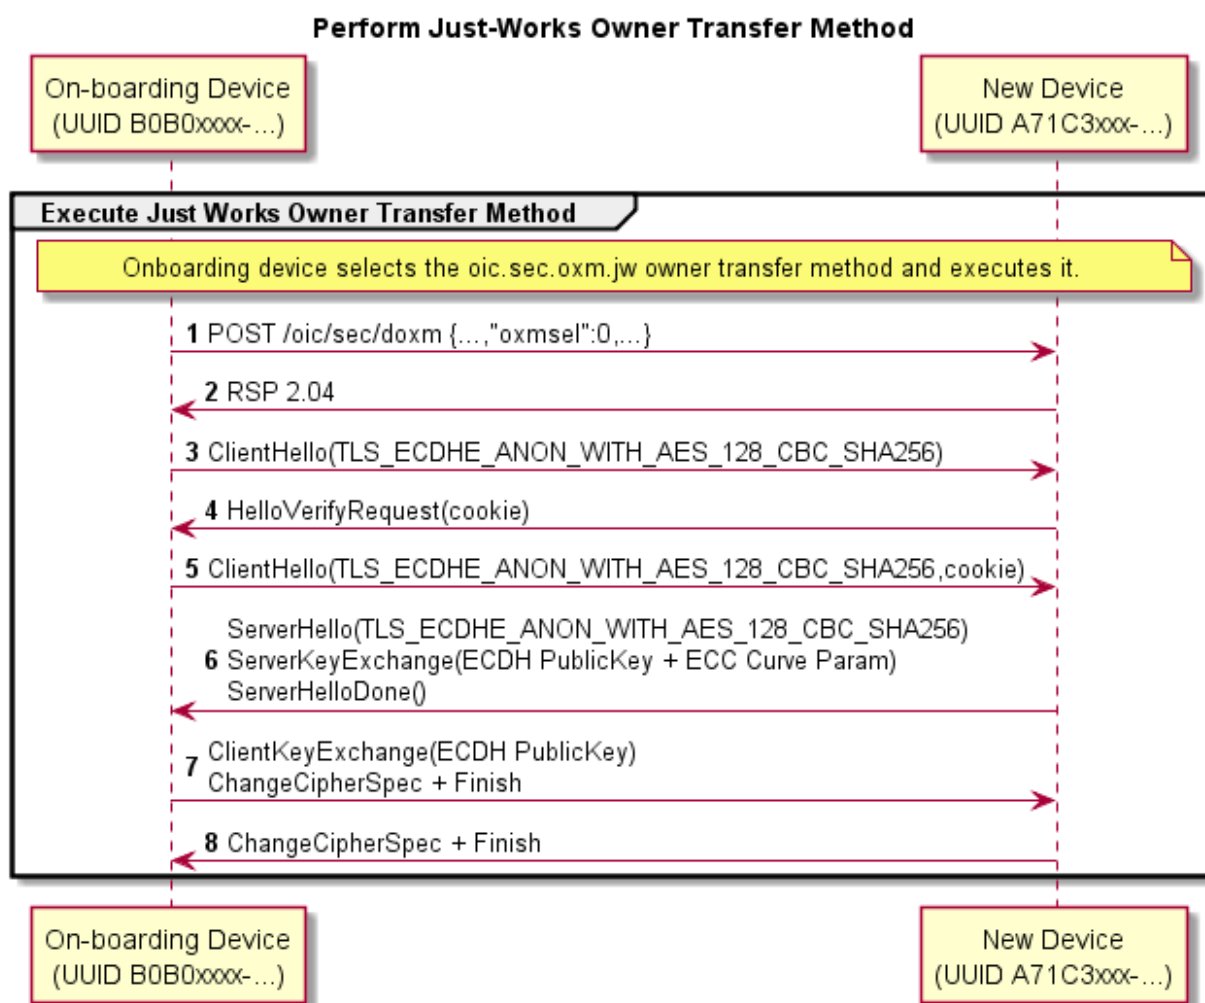 Perform Just-Works Owner Transfer Method
On-boarding Device
(UUID B0B0xxxx-...)
New Device
(UUID A71C3xxx-...)
Execute Just Works Owner Transfer Method
Onboarding device selects the oic.sec.oxm.jw owner transfer method and executes it.
1 POST /oic/sec/doxm {...,"oxmsel":0,...}
2 RSP 2.04
3 ClientHello(TLS_ECDHE_ANON_WITH_AES_128_CBC_SHA256)
4 HelloVerifyRequest(cookie)
5 ClientHello(TLS_ECDHE_ANON_WITH_AES_128_CBC_SHA256,cookie)
ServerHello(TLS_ECDHE_ANON_WITH_AES_128_CBC_SHA256)
6 ServerKeyExchange(ECDH PublicKey + ECC Curve Param)
ServerHelloDone()
7 ClientKeyExchange(ECDH PublicKey)
ChangeCipherSpec + Finish
8 ChangeCipherSpec + Finish
On-boarding Device
(UUID B0B0xxxx-...)
New Device
(UUID A71C3xxx-...)